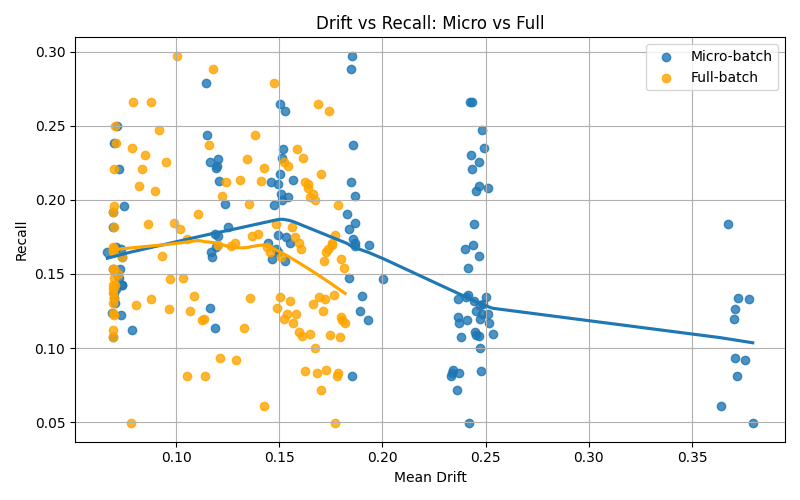 Drift vs Recall: Micro vs Full
Recall
0.30
0.25
0.20
0.15
0.10
0.05
Micro-batch
Full-batch
0.10 0.15 0.20 0.25 0.30 0.35
Mean Drift